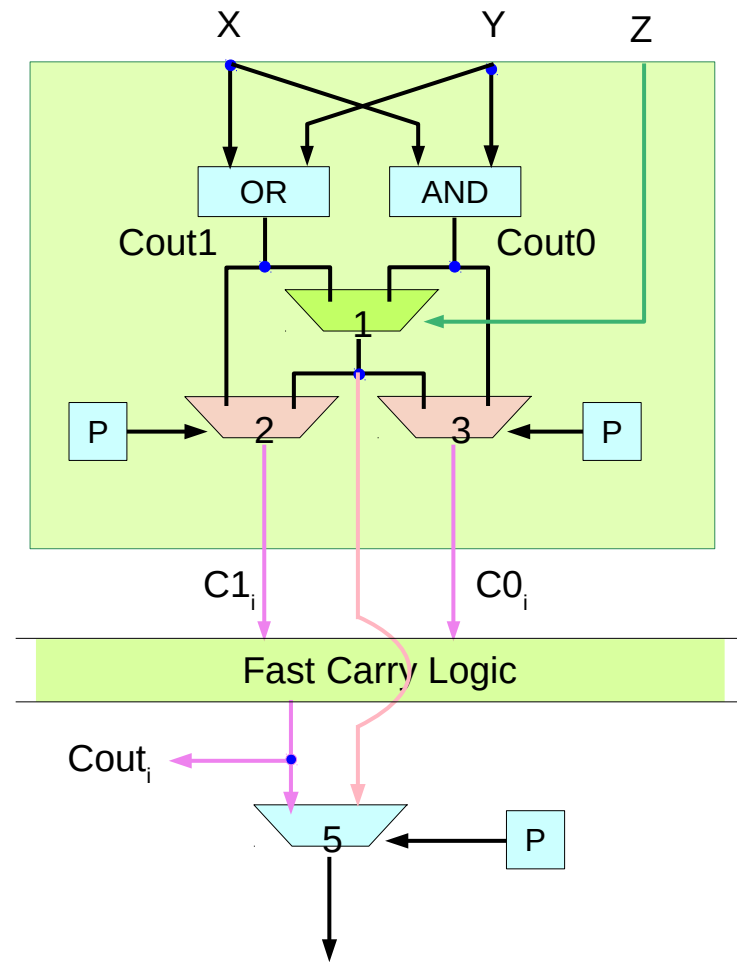 X Y Z
OR AND
Cout1 Cout0
1
P 2 3 P
C1i C0i
Fast Carry Logic
Couti
5 P